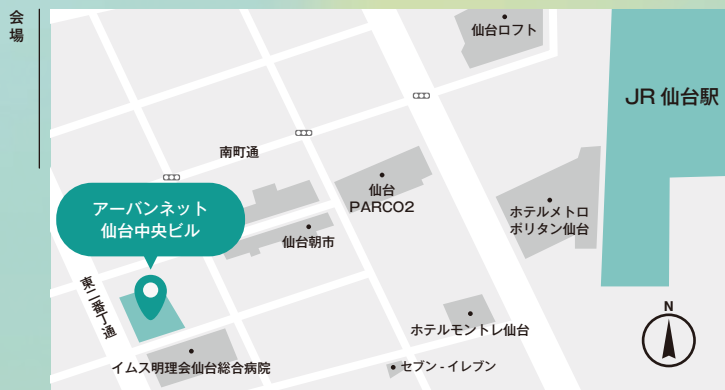 会場
仙台ロフト
JR 仙台駅
南町通
アーバンネット
仙台中央ビル
仙台
PARCO2
ホテルメトロ
ポリタン仙台
仙台朝市
東二番丁通
ホテルモントレ仙台
N
イムス明理会仙台総合病院
セブン - イレブン